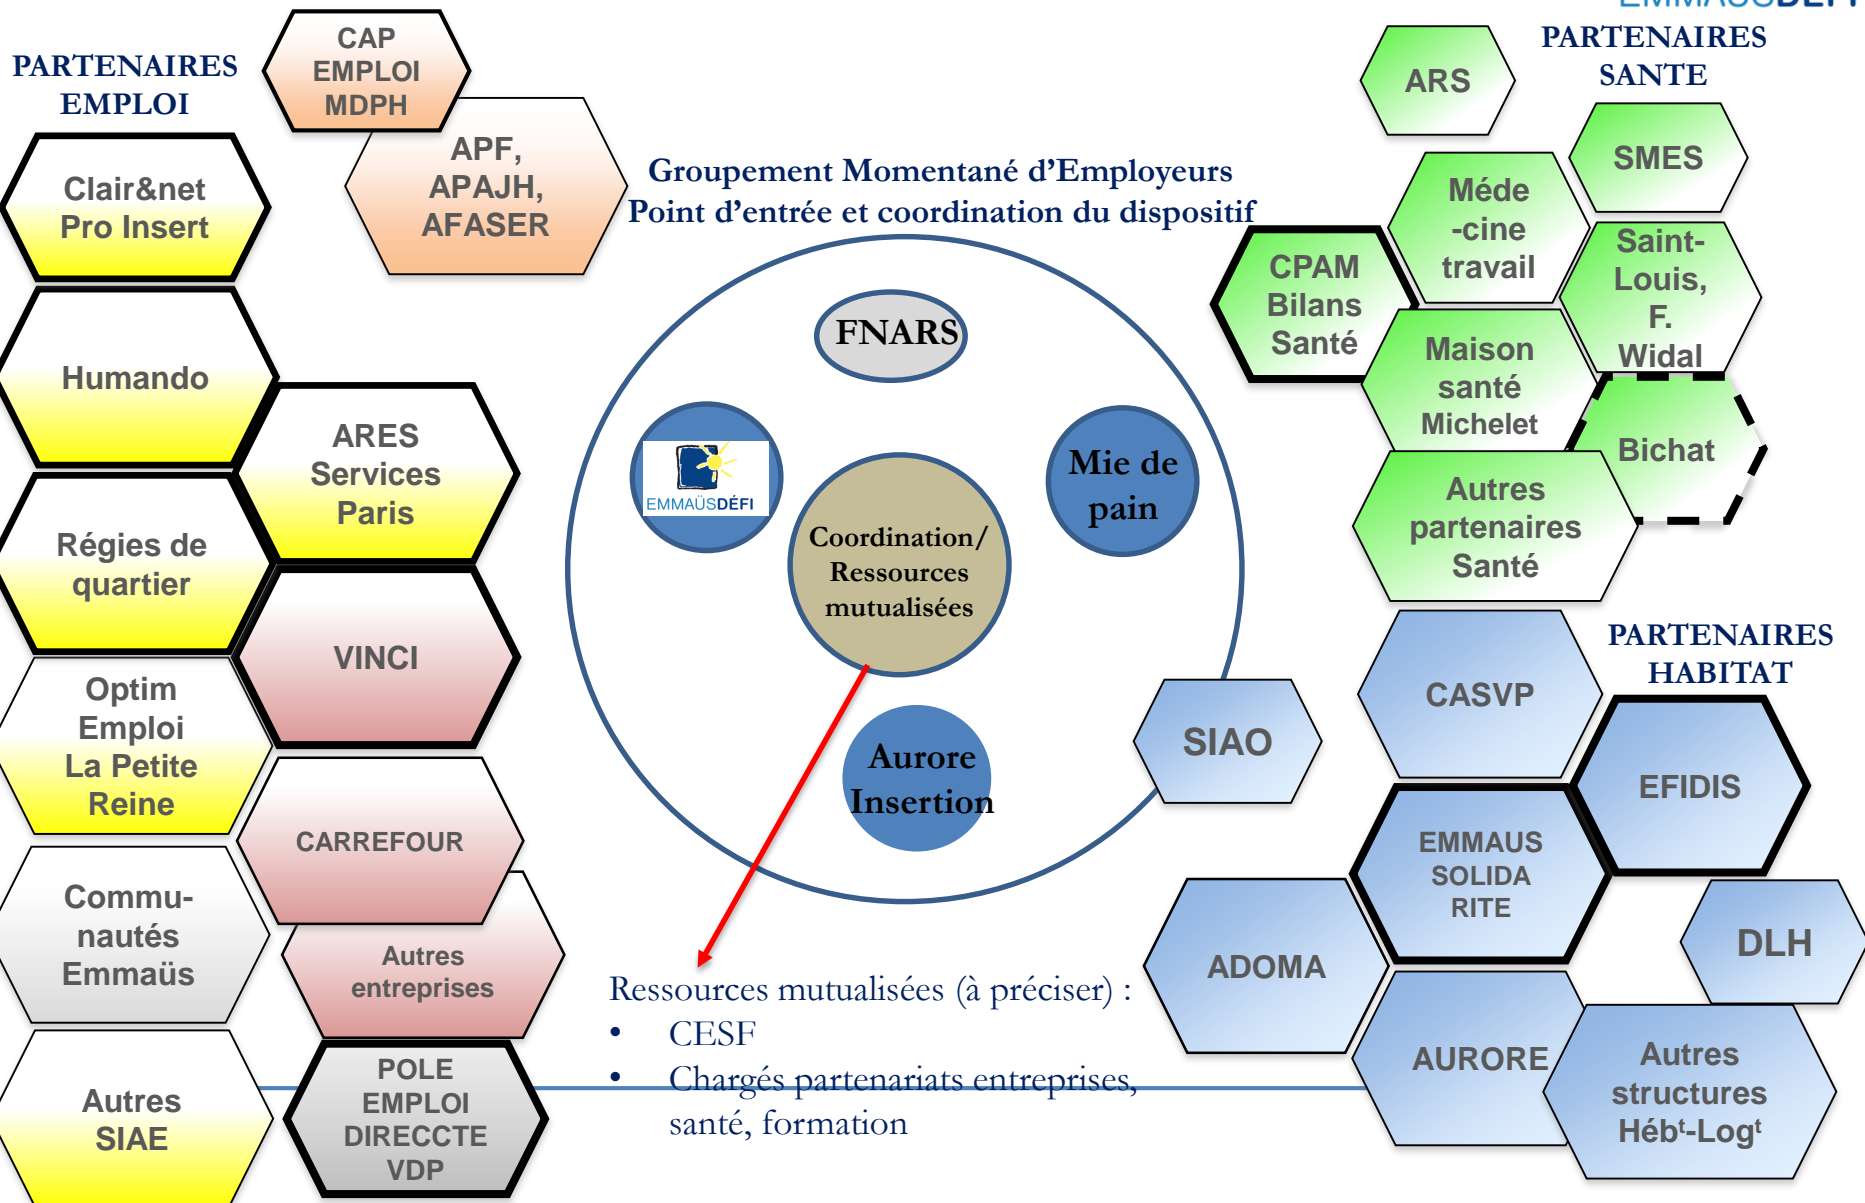 EMMAÜSDÉFI
PARTENAIRES
EMPLOI
CAP
EMPLOI
MDPH
APF,
APAJH,
AFASER
Clair&net
Pro Insert
Humando
ARES
Services
Paris
Régies de
quartier
VINCI
Optim
Emploi
La Petite
Reine
CARREFOUR
Commu-
nautés
Emmaüs
Autres
entreprises
Autres
SIAE
POLE
EMPLOI
DIRECCTE
VDP
Groupement Momentané d’Employeurs
Point d’entrée et coordination du dispositif
FNARS
EMMAÜSDÉFI
Mie de
pain
Coordination/
Ressources
mutualisées
Aurore
Insertion
SIAO
Ressources mutualisées (à préciser) :
• CESF
• Chargés partenariats entreprises,
santé, formation
PARTENAIRES
SANTE
ARS
SMES
Méde
-cine
travail
Saint-
Louis,
F.
Widal
CPAM
Bilans
Santé
Maison
santé
Michelet
Bichat
Autres
partenaires
Santé
PARTENAIRES
HABITAT
CASVP
EFIDIS
EMMAUS
SOLIDA
RITE
DLH
ADOMA
AURORE
Autres
structures
Hébᵗ-Logᵗ